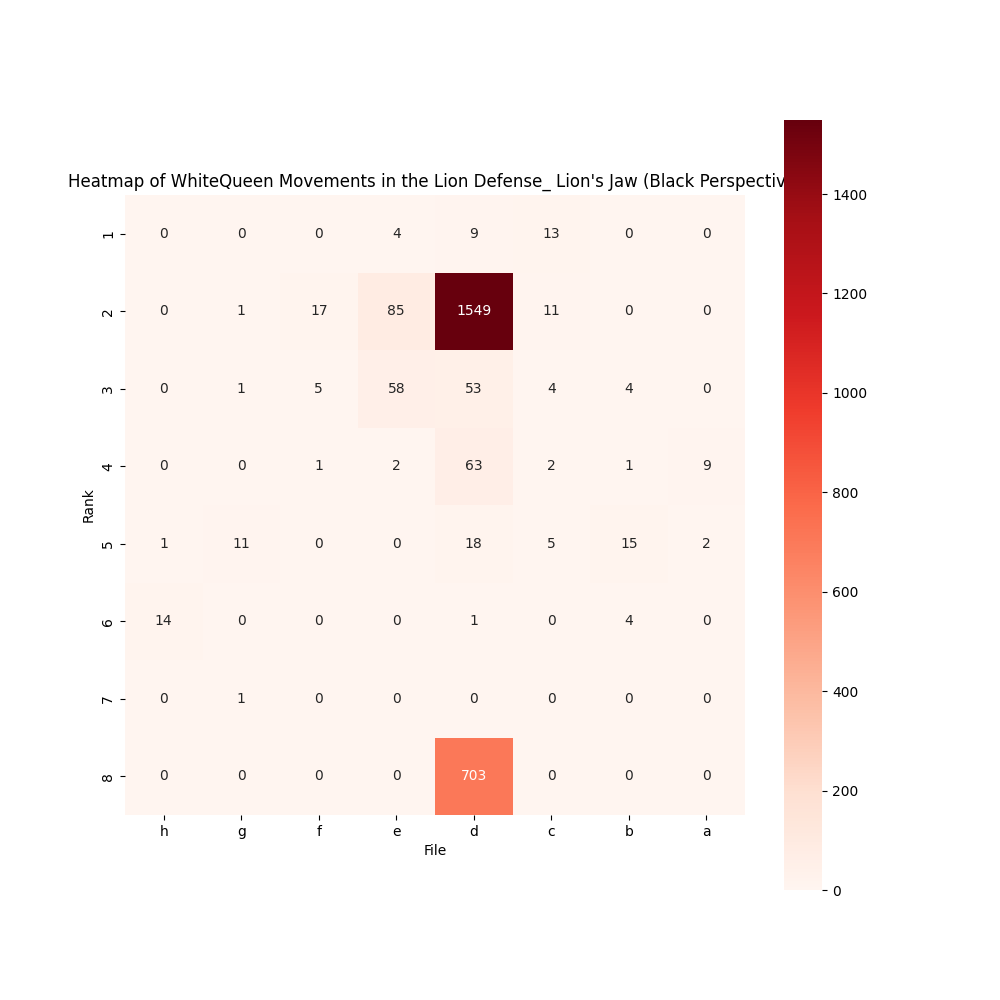 Heatmap of WhiteQueen Movements in the Lion Defense_ Lion's Jaw (Black Perspectiv
1 0 0 0 4 9 13 0 0
2 0 1 17 85 1549 11 0 0
3 0 1 5 58 53 4 4 0
4 0 0 1 2 63 2 1 9
5 1 11 0 0 18 5 15 2
6 14 0 0 0 1 0 4 0
7 0 1 0 0 0 0 0 0
8 0 0 0 0 703 0 0 0
h g f e d c b a
File
Rank
1400
1200
1000
800
600
400
200
0